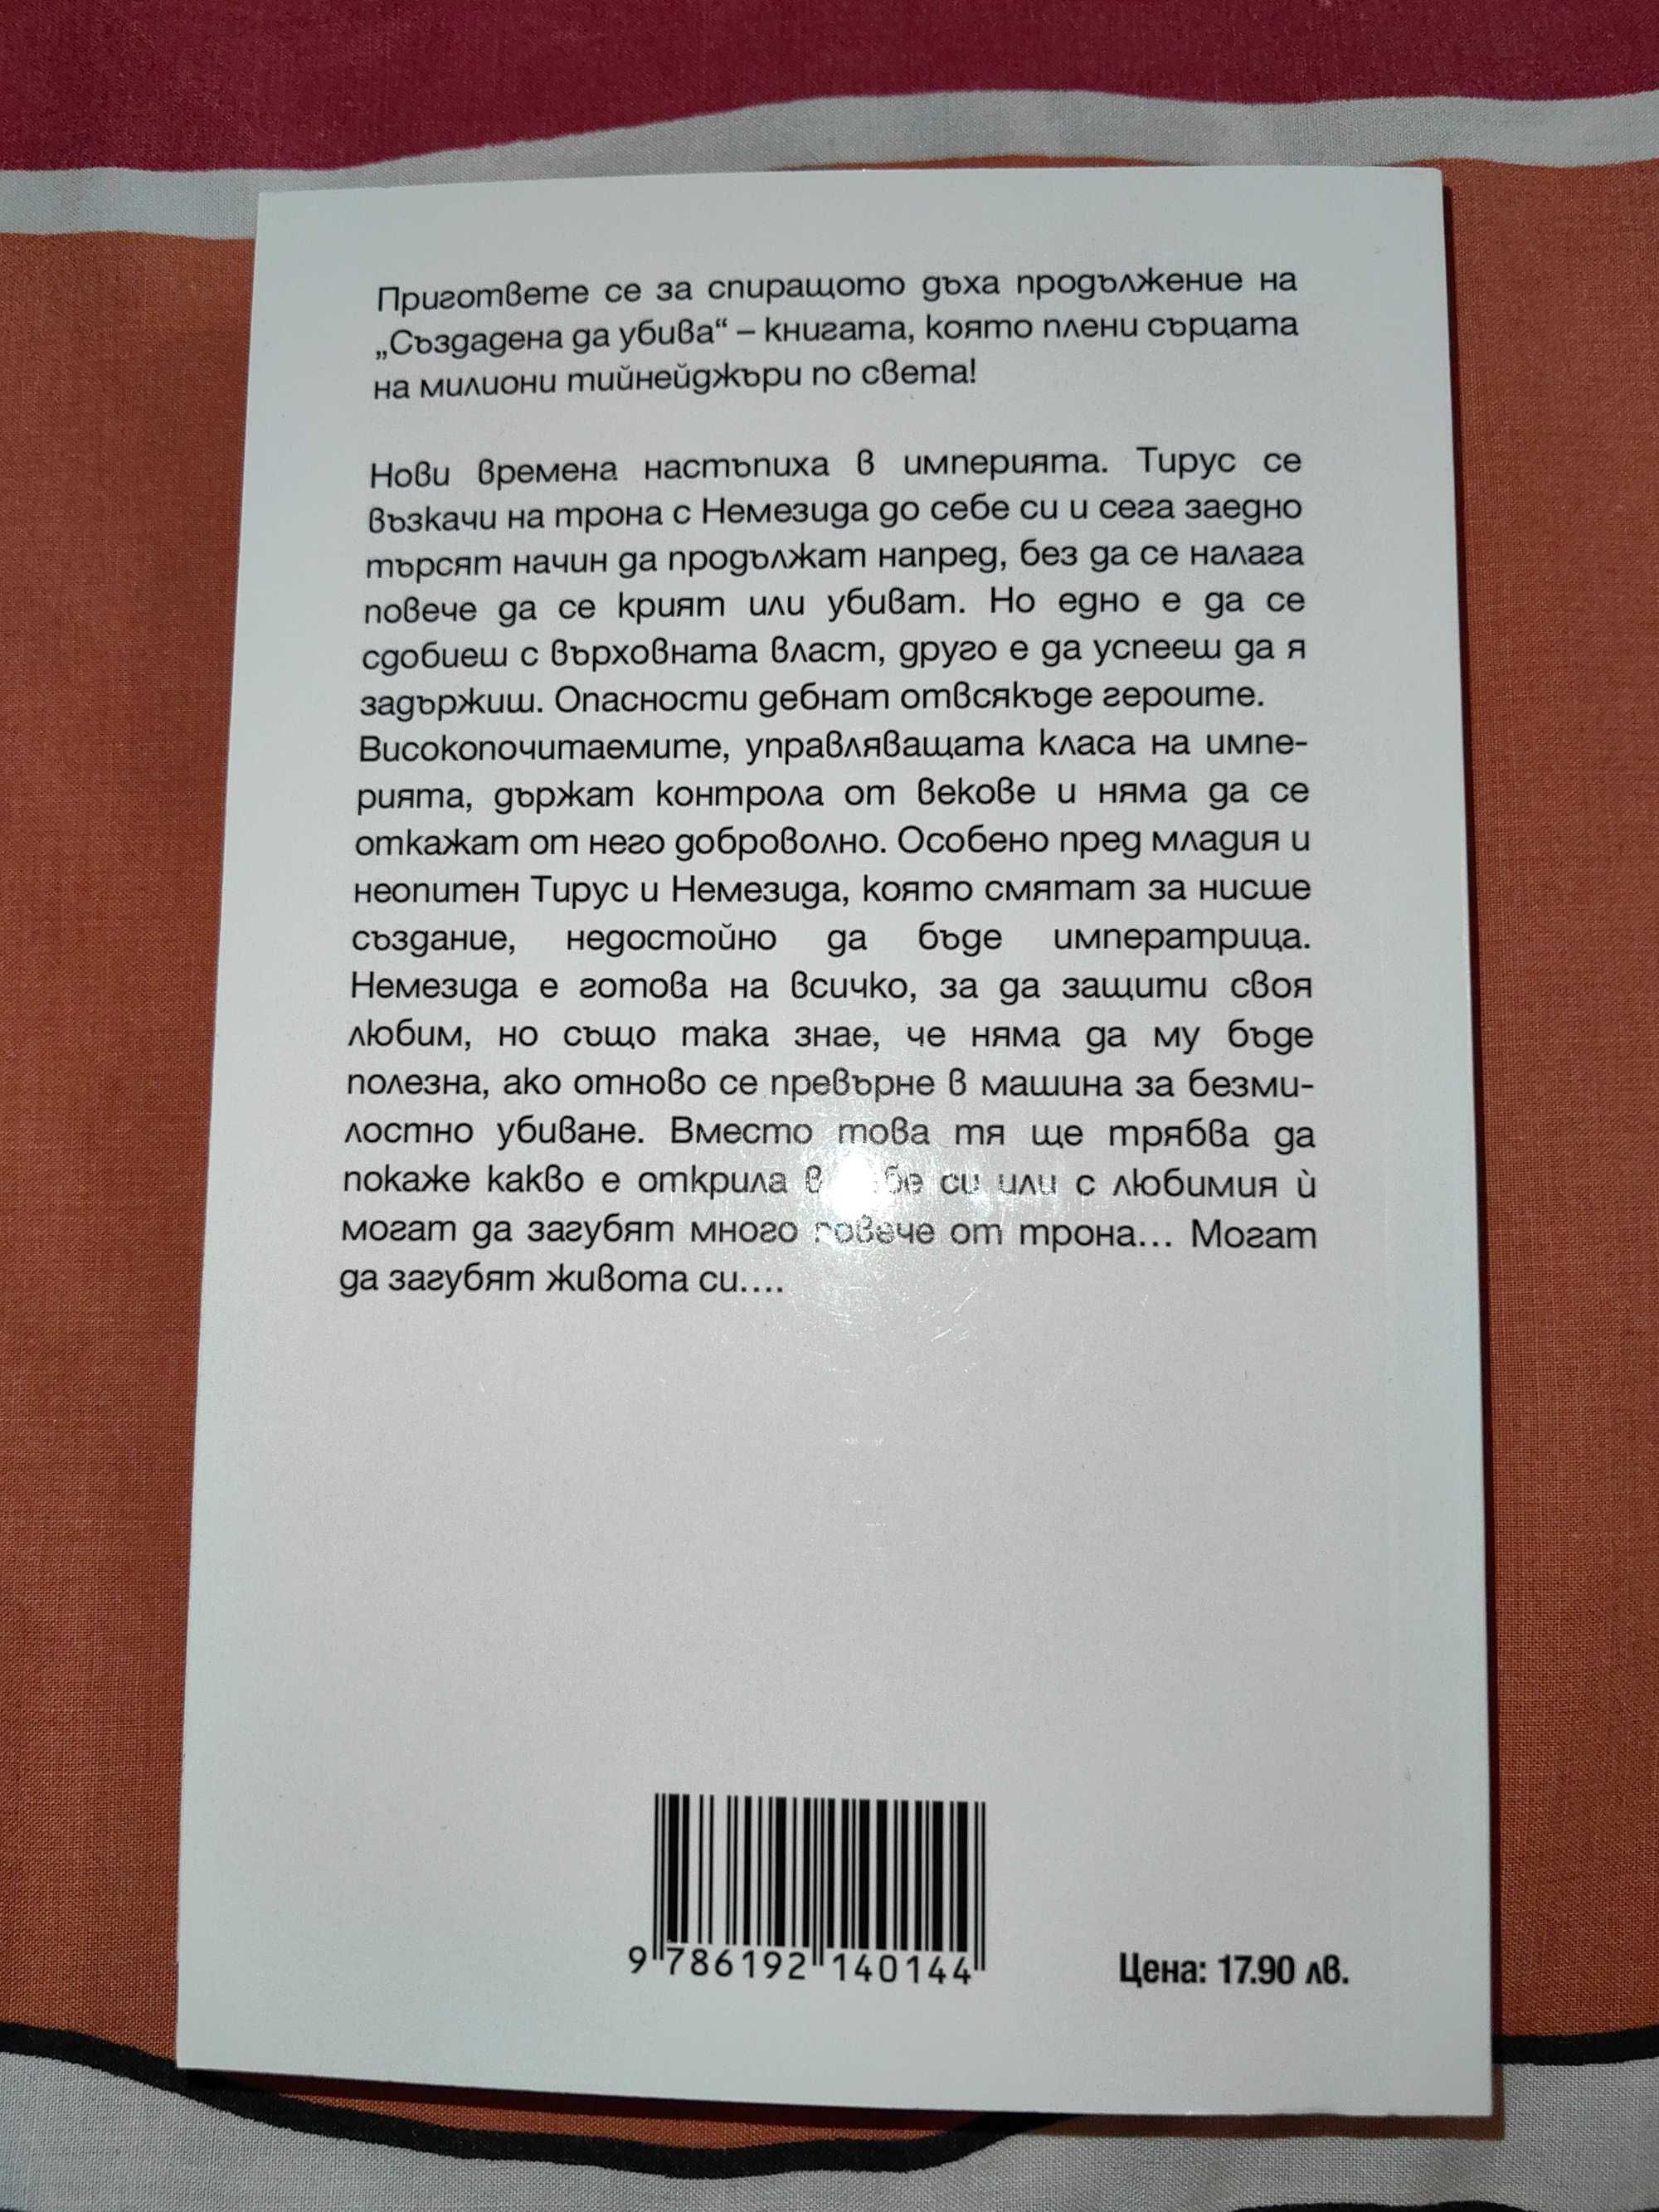 Пригответе се за спиращото дъха продължение на
„Създадена да убива“ – книгата, която плени сърцата
на милиони тийнейджъри по света!
Нови времена настъпиха в империята. Тирус се
възкачи на трона с Немезида до себе си и сега заедно
търсят начин да продължат напред, без да се налага
повече да се крият или убиват. Но едно е да се
сдобиеш с върховната власт, друго е да успееш да я
задържиш. Опасности дебнат отвсякъде героите.
Високопочитаемите, управляващата класа на импе-
рията, държат контрола от векове и няма да се
откажат от него доброволно. Особено пред младия и
неопитен Тирус и Немезида, която смятат за нисше
създание, недостойно да бъде императрица.
Немезида е готова на всичко, за да защити своя
любим, но също така знае, че няма да му бъде
полезна, ако отново се превърне в машина за безми-
лостно убиване. Вместо това тя ще трябва да
покаже какво е открила в си или с любимия ѝ
могат да загубят много повече от трона... Могат
да загубят живота си....
9 786192 140144
Цена: 17.90 лв.